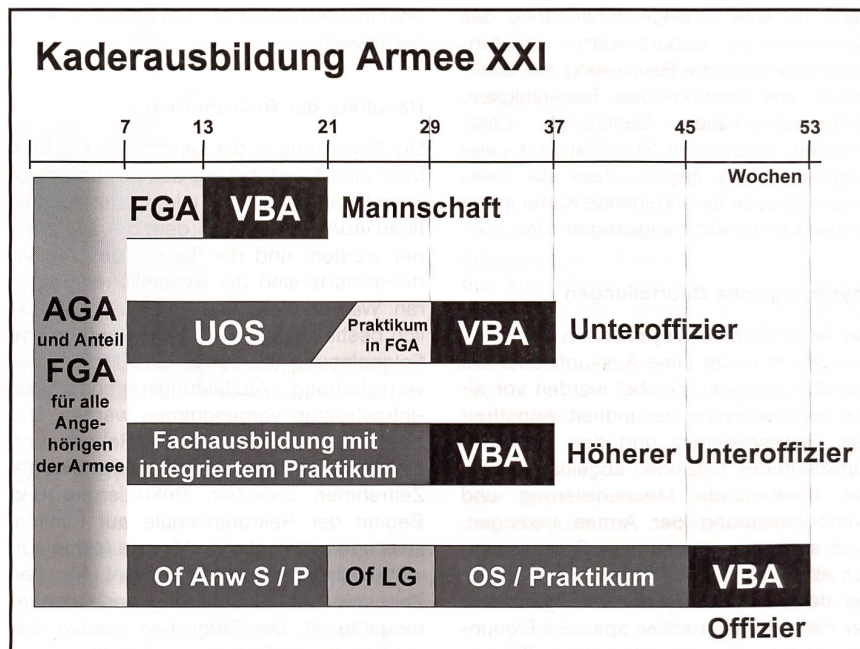 Kaderausbildung Armee XXI
7 13 21 29 37 45 53
Wochen
FGA VBA Mannschaft
AGA
und Anteil
FGA
für alle
Ange-
hörigen
der Armee
UOS Praktikum
in FGA VBA Unteroffizier
Fachausbildung mit
integriertem Praktikum VBA Höherer Unteroffizier
Of Anw S / P Of LG OS / Praktikum VBA
Offizier